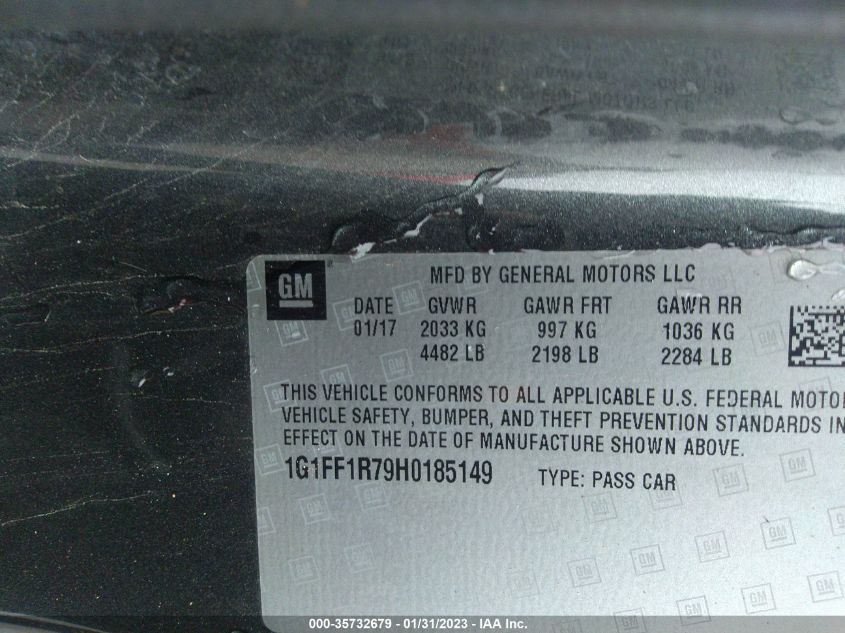 GM
MFD BY GENERAL MOTORS LLC
DATE GVWR GAWR FRT GAWR RR
01/17 2033 KG 997 KG 1036 KG
4482 LB 2198 LB 2284 LB
THIS VEHICLE CONFORMS TO ALL APPLICABLE U.S. FEDERAL MOTO
VEHICLE SAFETY, BUMPER, AND THEFT PREVENTION STANDARDS IN
EFFECT ON THE DATE OF MANUFACTURE SHOWN ABOVE.
1G1FF1R79H0185149 TYPE: PASS CAR
000-35732679 - 01/31/2023 - IAA Inc.